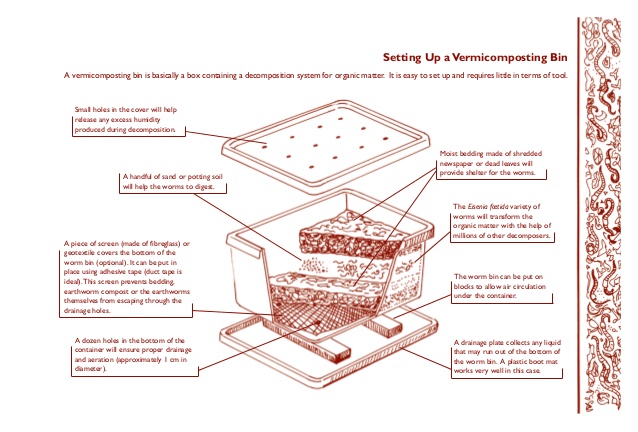 Setting Up a Vermicomposting Bin
A vermicomposting bin is basically a box containing a decomposition system for organic matter. It is easy to set up and requires little in terms of tool.
Small holes in the cover will help
release any excess humidity
produced during decomposition.
Moist bedding made of shredded
newspaper or dead leaves will
provide shelter for the worms.
A handful of sand or potting soil
will help the worms to digest.
The Eisenia foetida variety of
worms will transform the
organic matter with the help of
millions of other decomposers.
A piece of screen (made of fibreglass) or
geotextile covers the bottom of the
worm bin (optional). It can be put in
place using adhesive tape (duct tape is
ideal). This screen prevents bedding,
earthworm compost or the earthworms
themselves from escaping through the
drainage holes.
The worm bin can be put on
blocks to allow air circulation
under the container.
A dozen holes in the bottom of the
container will ensure proper drainage
and aeration (approximately 1 cm in
diameter).
A drainage plate collects any liquid
that may run out of the bottom of
the worm bin. A plastic boot mat
works very well in this case.